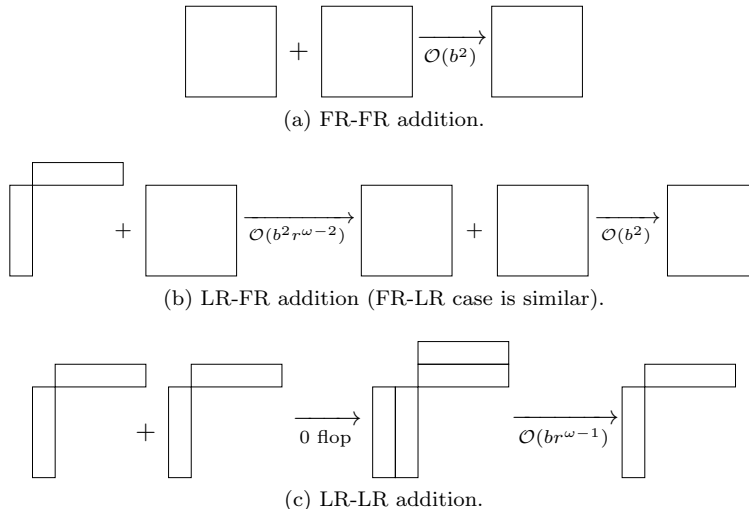 +
𝒪(b²)
(a) FR-FR addition.
+
𝒪(b²r^{ω−2})
+
𝒪(b²)
(b) LR-FR addition (FR-LR case is similar).
+
0 flop
𝒪(br^{ω−1})
(c) LR-LR addition.